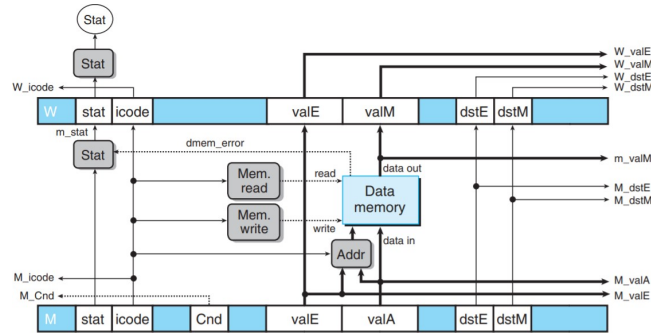 Stat
Stat
W_valE
W_valM
W_dstE
W_dstM
W_icode
W stat icode valE valM dstE dstM
m_stat
Stat
dmem_error
data out
m_valM
Mem.
read
read
Data
memory
M_dstE
M_dstM
Mem.
write
write
data in
Addr
M_icode
M_valA
M_Cnd
M_valE
M stat icode Cnd valE valA dstE dstM